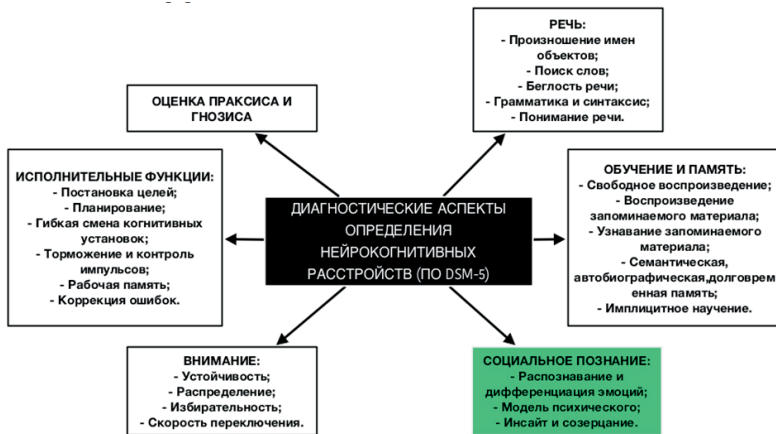 РЕЧЬ:
- Произношение имен
объектов;
- Поиск слов;
- Беглость речи;
- Грамматика и синтаксис;
- Понимание речи.
ОЦЕНКА ПРАКСИСА И
ГНОЗИСА
ИСПОЛНИТЕЛЬНЫЕ ФУНКЦИИ:
- Постановка целей;
- Планирование;
- Гибкая смена когнитивных
установок;
- Торможение и контроль
импульсов;
- Рабочая память;
- Коррекция ошибок.
ДИАГНОСТИЧЕСКИЕ АСПЕКТЫ
ОПРЕДЕЛЕНИЯ
НЕЙРОКОГНИТИВНЫХ
РАССТРОЙСТВ (ПО DSM-5)
ОБУЧЕНИЕ И ПАМЯТЬ:
- Свободное воспроизведение;
- Воспроизведение
запоминаемого материала;
- Узнавание запоминаемого
материала;
- Семантическая,
автобиографическая,долговрем
енная память;
- Имплицитное научение.
ВНИМАНИЕ:
- Устойчивость;
- Распределение;
- Избирательность;
- Скорость переключения.
СОЦИАЛЬНОЕ ПОЗНАНИЕ:
- Распознавание и
дифференциация эмоций;
- Модель психического;
- Инсайт и созерцание.